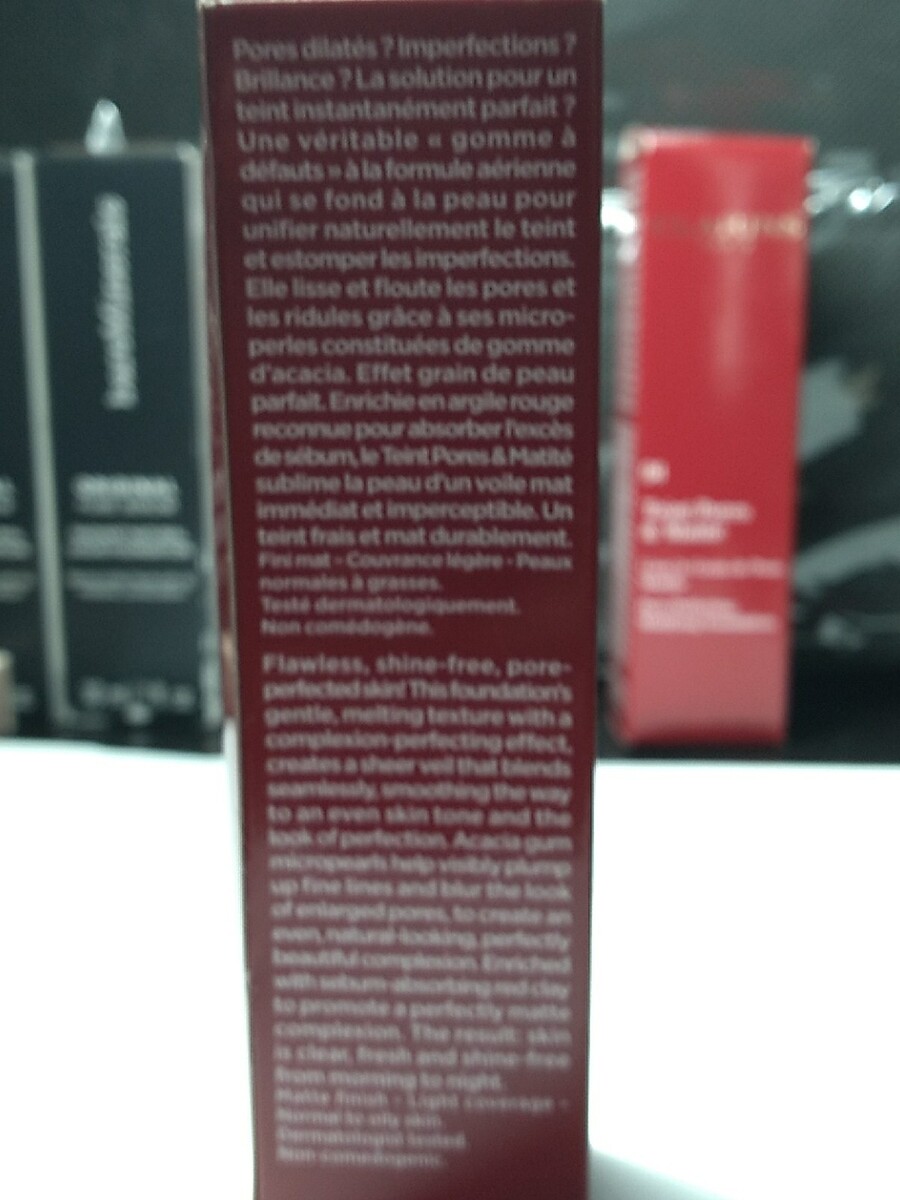 Pores dilatés ? Imperfections ?
Brillance ? La solution pour un
teint instantanément parfait ?
Une véritable « gomme à
défauts » à la formule aérienne
qui se fond à la peau pour
unifier naturellement le teint
et estomper les imperfections.
Elle lisse et floute les pores et
les ridules grâce à ses micro-
perles constituées de gomme
d'acacia. Effet grain de peau
parfait. Enrichie en argile rouge
reconnue pour absorber l'excès
de sébum, le Teint Pores & Matité
sublime la peau d'un voile mat
immédiat et imperceptible. Un
teint frais et mat durablement.
Fini mat - Couvrance légère - Peaux
normales à grasses.
Testé dermatologiquement.
Non comédogène.
Flawless, shine-free, pore-
perfected skin! This foundation's
gentle, melting texture with a
complexion-perfecting effect,
creates a sheer veil that blends
seamlessly, smoothing the way
to an even skin tone and the
look of perfection. Acacia gum
micropearls help visibly plump
up fine lines and blur the look
of enlarged pores, to create an
even, natural-looking, perfectly
beautiful complexion. Enriched
with sebum-absorbing red clay
to promote a perfectly matte
complexion. The result: skin
is clear, fresh and shine-free
from morning to night.
Matte finish - Light coverage -
Normal to oily skin.
Dermatologist tested.
Non comedogenic.
bareMinerals
ORIGINAL
Teint Pores
& Matité